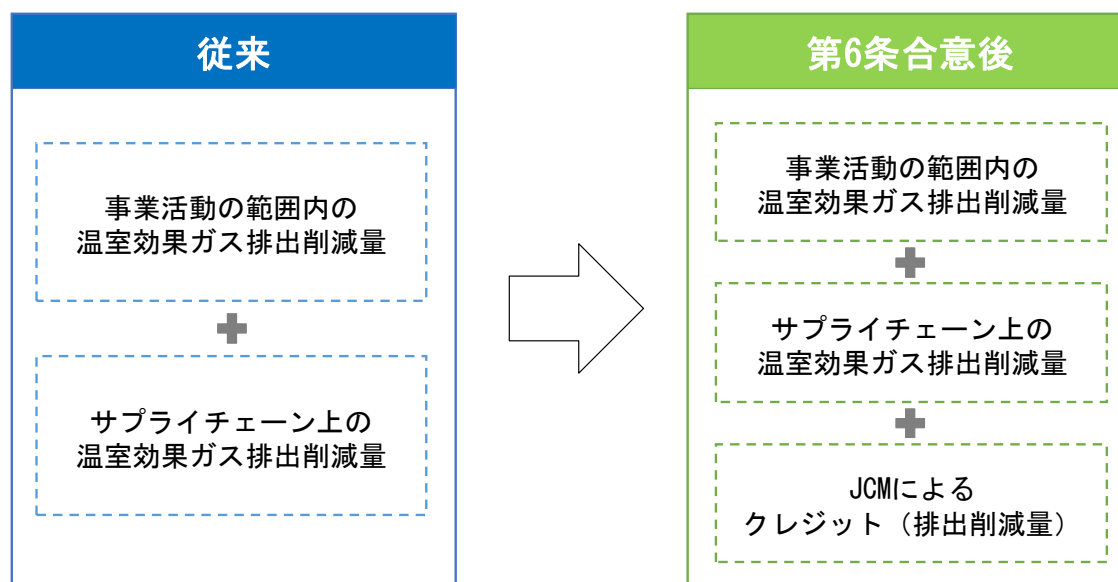 従来
事業活動の範囲内の
温室効果ガス排出削減量
サプライチェーン上の
温室効果ガス排出削減量
第6条合意後
事業活動の範囲内の
温室効果ガス排出削減量
サプライチェーン上の
温室効果ガス排出削減量
JCMによる
クレジット（排出削減量）